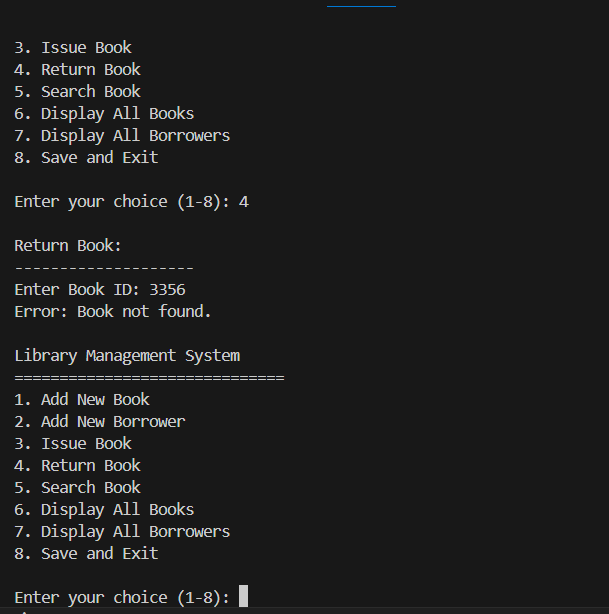 3. Issue Book
4. Return Book
5. Search Book
6. Display All Books
7. Display All Borrowers
8. Save and Exit
Enter your choice (1-8): 4
Return Book:
--------------------
Enter Book ID: 3356
Error: Book not found.
Library Management System
==============================
1. Add New Book
2. Add New Borrower
3. Issue Book
4. Return Book
5. Search Book
6. Display All Books
7. Display All Borrowers
8. Save and Exit
Enter your choice (1-8):